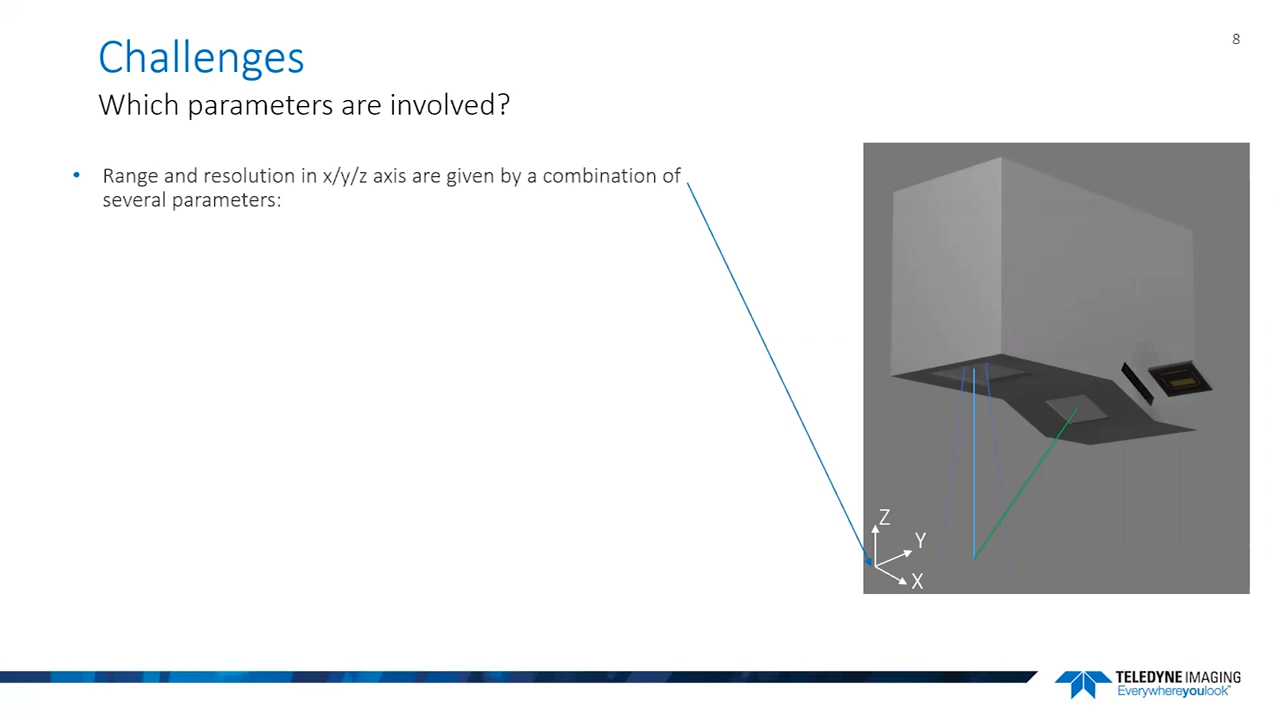 8
Challenges
Which parameters are involved?
• Range and resolution in x/y/z axis are given by a combination of
several parameters:
Z
Y
X
TELEDYNE IMAGING
Everywhereyoulook™